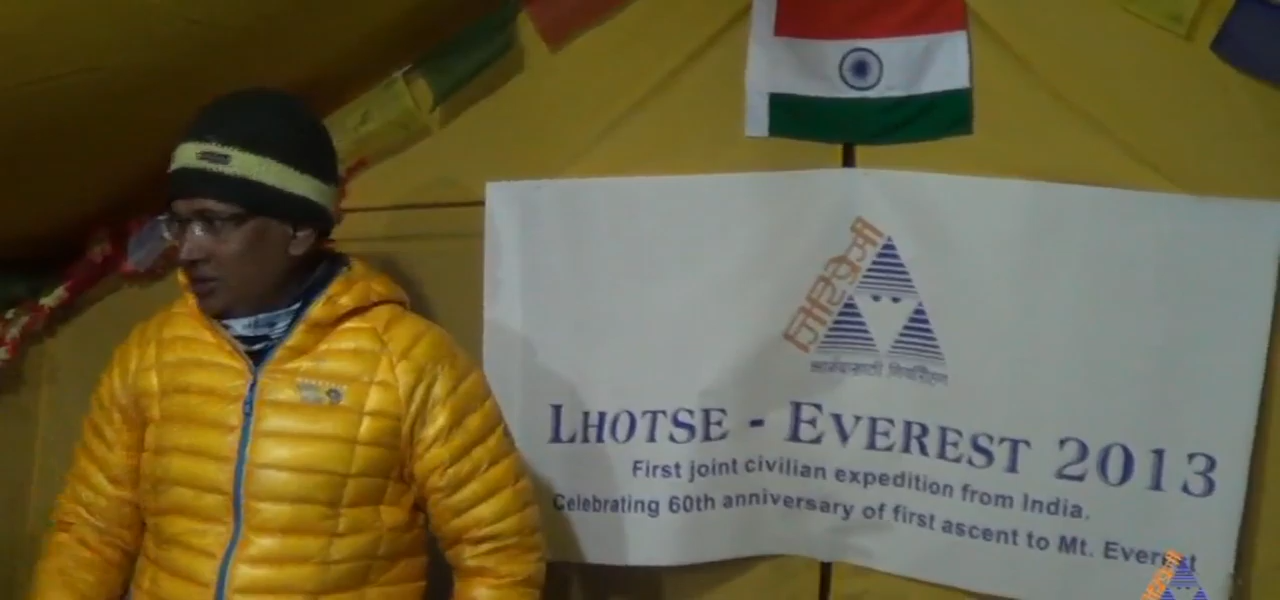 गिरिप्रेमी
LHOTSE - EVEREST 2013
First joint civilian expedition from India.
Celebrating 60th anniversary of first ascent to Mt. Everest